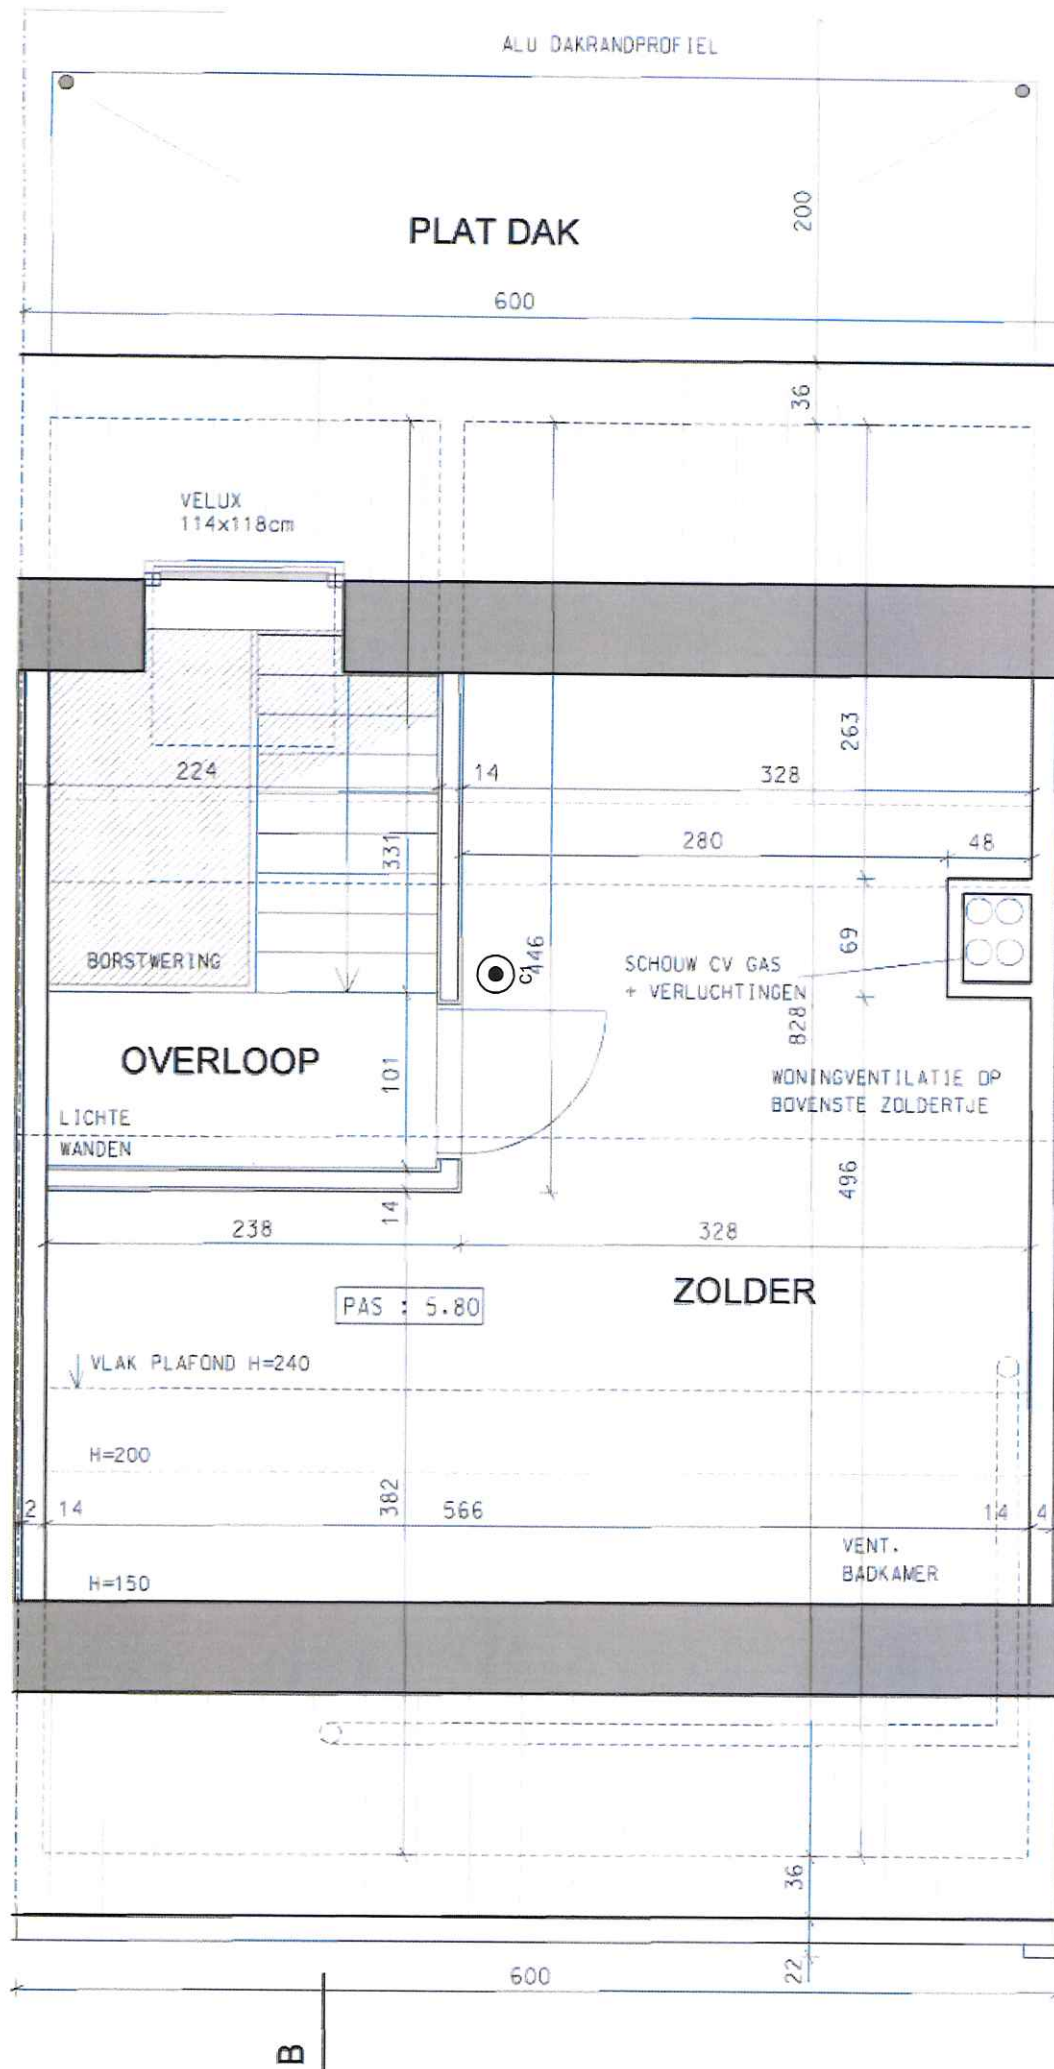 ALU DAKRANDPROFIEL
200
PLAT DAK
600
36
VELUX
114x118cm
263
224
14
328
331
280
48
446
69
BORSTWERING
C1
SCHOUW CV GAS
+ VERLUCHTINGEN
828
OVERLOOP
101
WONINGVENTILATIE OP
BOVENSTE ZOLDERTJE
LICHTE
WANDEN
496
14
238
328
ZOLDER
PAS : 5.80
VLAK PLAFOND H=240
H=200
382
2
14
566
14
4
VENT.
BADKAMER
H=150
36
22
600
B